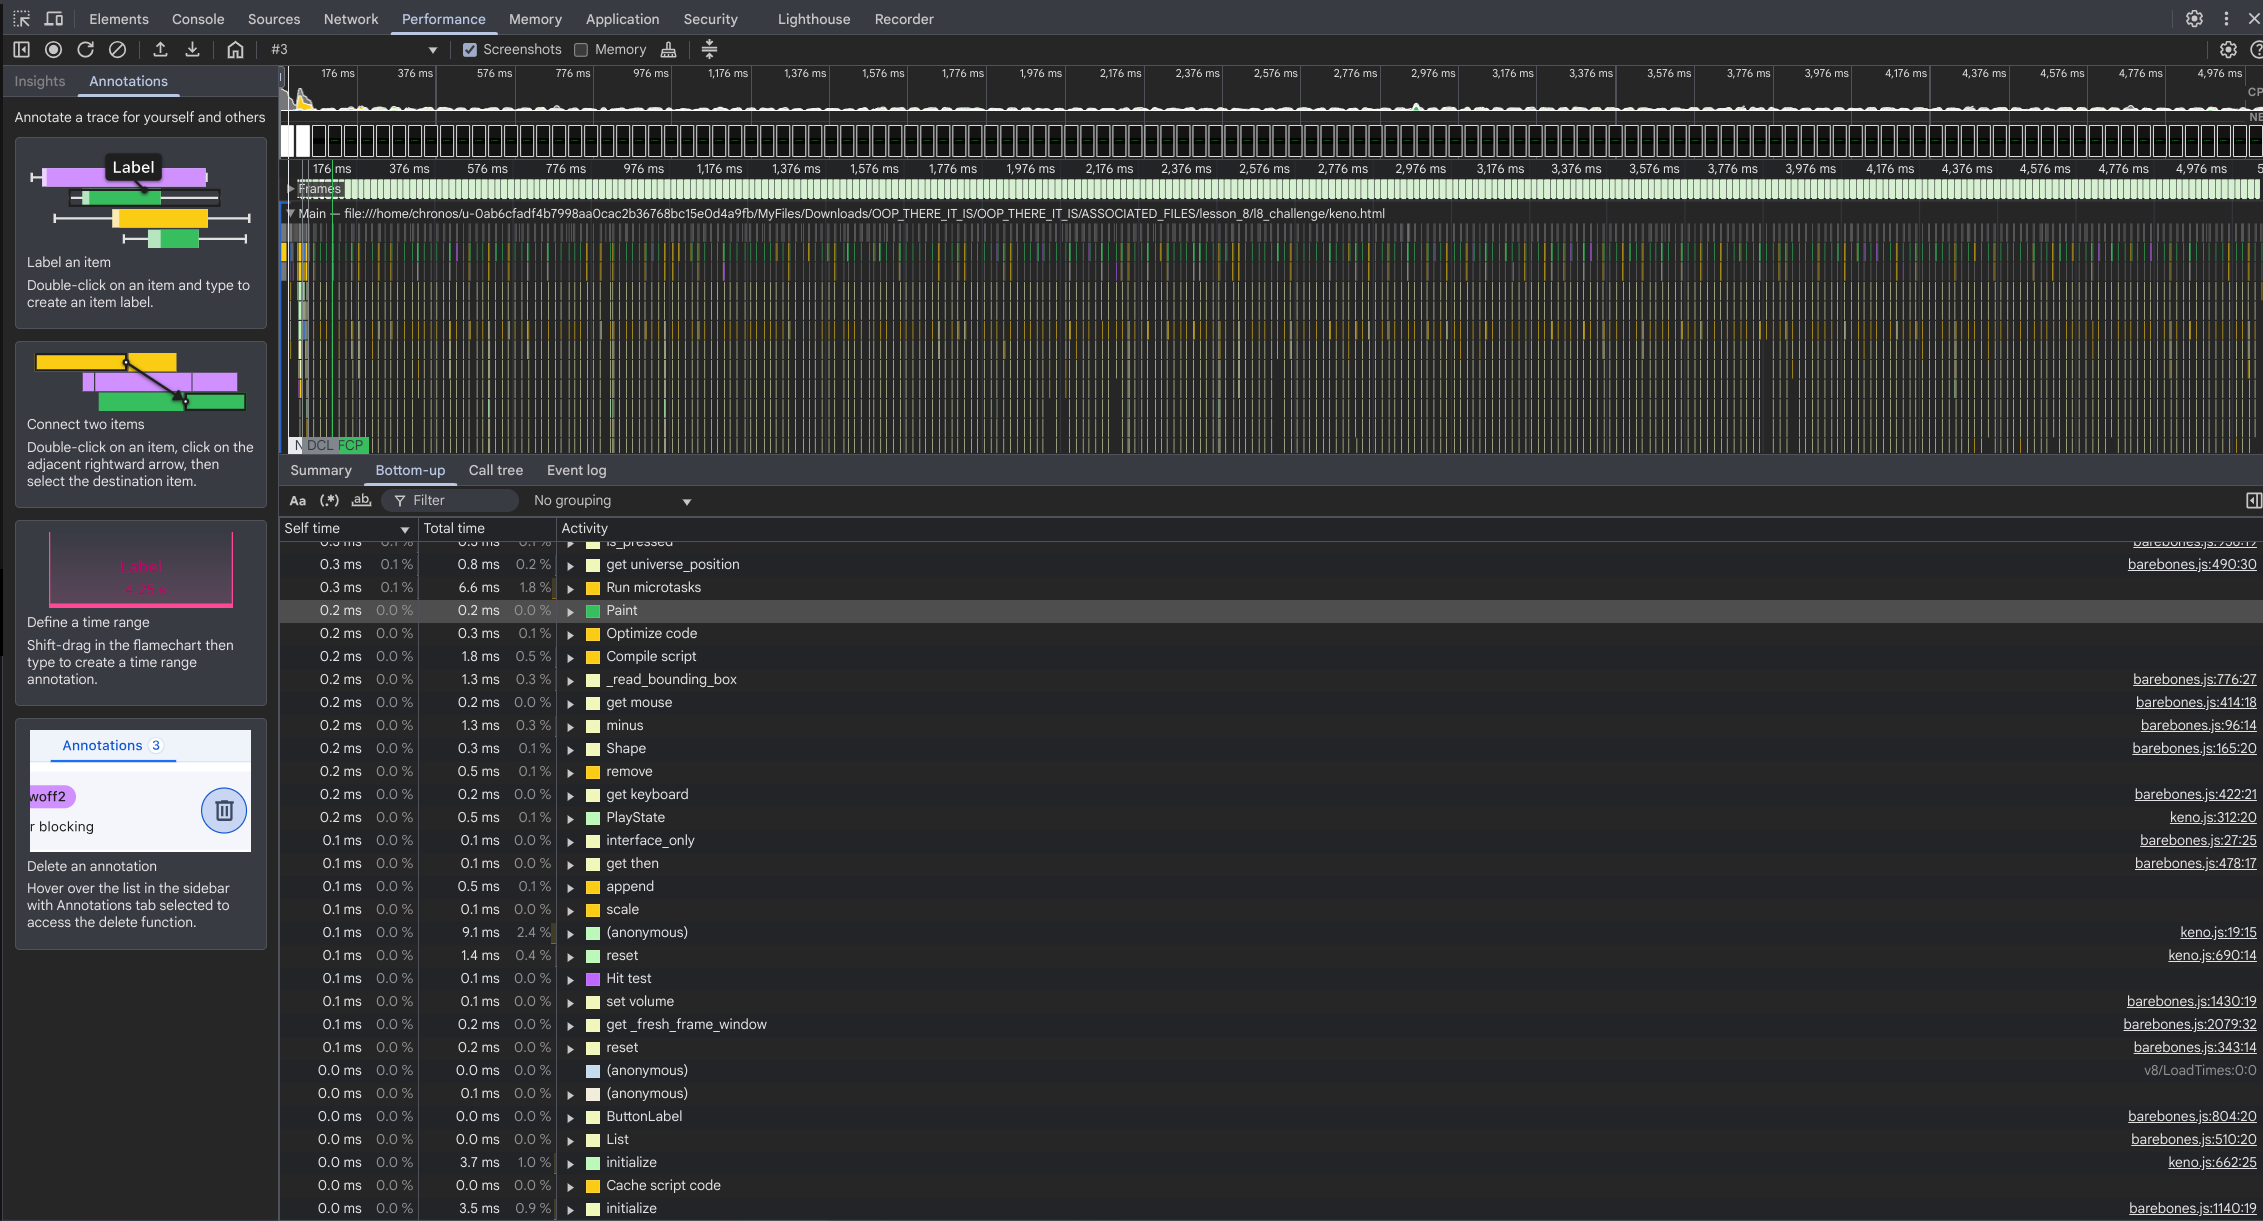 Elements Console Sources Network Performance Memory Application Security Lighthouse Recorder
#3 Screenshots Memory
Insights Annotations
Annotate a trace for yourself and others
Label
Label an item
Double-click on an item and type to
create an item label.
Connect two items
Double-click on an item, click on the
adjacent rightward arrow, then
select the destination item.
Label
Define a time range
Shift-drag in the flamechart then
type to create a time range
annotation.
Annotations 3
woff2
r blocking
Delete an annotation
Hover over the list in the sidebar
with Annotations tab selected to
access the delete function.
176 ms 376 ms 576 ms 776 ms 976 ms 1,176 ms 1,376 ms 1,576 ms 1,776 ms 1,976 ms 2,176 ms 2,376 ms 2,576 ms 2,776 ms 2,976 ms 3,176 ms 3,376 ms 3,576 ms 3,776 ms 3,976 ms 4,176 ms 4,376 ms 4,576 ms 4,776 ms 4,976 ms
CP
NE
176 ms 376 ms 576 ms 776 ms 976 ms 1,176 ms 1,376 ms 1,576 ms 1,776 ms 1,976 ms 2,176 ms 2,376 ms 2,576 ms 2,776 ms 2,976 ms 3,176 ms 3,376 ms 3,576 ms 3,776 ms 3,976 ms 4,176 ms 4,376 ms 4,576 ms 4,776 ms 4,976 ms 5
Frames
Main — file:///home/chronos/u-0ab6cfadf4b7998aa0cac2b36768bc15e0d4a9fb/MyFiles/Downloads/OOP_THERE_IT_IS/OOP_THERE_IT_IS/ASSOCIATED_FILES/lesson_8/l8_challenge/keno.html
N DCL FCP
Summary Bottom-up Call tree Event log
Aa (.*) ab Filter No grouping
Self time Total time Activity
0.3 ms 0.1 % 0.3 ms 0.1 % is_pressed
0.3 ms 0.1 % 0.8 ms 0.2 % get universe_position barebones.js:490:30
0.3 ms 0.1 % 6.6 ms 1.8 % Run microtasks
0.2 ms 0.0 % 0.2 ms 0.0 % Paint
0.2 ms 0.0 % 0.3 ms 0.1 % Optimize code
0.2 ms 0.0 % 1.8 ms 0.5 % Compile script
0.2 ms 0.0 % 1.3 ms 0.3 % _read_bounding_box barebones.js:776:27
0.2 ms 0.0 % 0.2 ms 0.0 % get mouse barebones.js:414:18
0.2 ms 0.0 % 1.3 ms 0.3 % minus barebones.js:96:14
0.2 ms 0.0 % 0.3 ms 0.1 % Shape barebones.js:165:20
0.2 ms 0.0 % 0.5 ms 0.1 % remove
0.2 ms 0.0 % 0.2 ms 0.0 % get keyboard barebones.js:422:21
0.2 ms 0.0 % 0.5 ms 0.1 % PlayState keno.js:312:20
0.1 ms 0.0 % 0.1 ms 0.0 % interface_only barebones.js:27:25
0.1 ms 0.0 % 0.1 ms 0.0 % get then barebones.js:478:17
0.1 ms 0.0 % 0.5 ms 0.1 % append
0.1 ms 0.0 % 0.1 ms 0.0 % scale
0.1 ms 0.0 % 9.1 ms 2.4 % (anonymous) keno.js:19:15
0.1 ms 0.0 % 1.4 ms 0.4 % reset keno.js:690:14
0.1 ms 0.0 % 0.1 ms 0.0 % Hit test
0.1 ms 0.0 % 0.1 ms 0.0 % set volume barebones.js:1430:19
0.1 ms 0.0 % 0.2 ms 0.0 % get _fresh_frame_window barebones.js:2079:32
0.1 ms 0.0 % 0.2 ms 0.0 % reset barebones.js:343:14
0.0 ms 0.0 % 0.0 ms 0.0 % (anonymous) v8/LoadTimes:0:0
0.0 ms 0.0 % 0.1 ms 0.0 % (anonymous)
0.0 ms 0.0 % 0.0 ms 0.0 % ButtonLabel barebones.js:804:20
0.0 ms 0.0 % 0.0 ms 0.0 % List barebones.js:510:20
0.0 ms 0.0 % 3.7 ms 1.0 % initialize keno.js:662:25
0.0 ms 0.0 % 0.0 ms 0.0 % Cache script code
0.0 ms 0.0 % 3.5 ms 0.9 % initialize barebones.js:1140:19